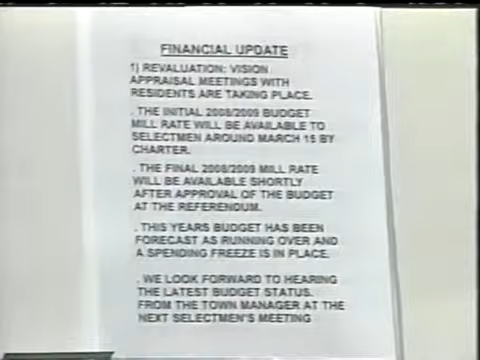 FINANCIAL UPDATE
1) REVALUATION: VISION
APPRAISAL MEETINGS WITH
RESIDENTS ARE TAKING PLACE.
. THE INITIAL 2008/2009 BUDGET
MILL RATE WILL BE AVAILABLE TO
SELECTMEN AROUND MARCH 15 BY
CHARTER.
. THE FINAL 2008/2009 MILL RATE
WILL BE AVAILABLE SHORTLY
AFTER APPROVAL OF THE BUDGET
AT THE REFERENDUM.
. THIS YEARS BUDGET HAS BEEN
FORECAST AS RUNNING OVER AND
A SPENDING FREEZE IS IN PLACE.
. WE LOOK FORWARD TO HEARING
THE LATEST BUDGET STATUS.
FROM THE TOWN MANAGER AT THE
NEXT SELECTMEN'S MEETING